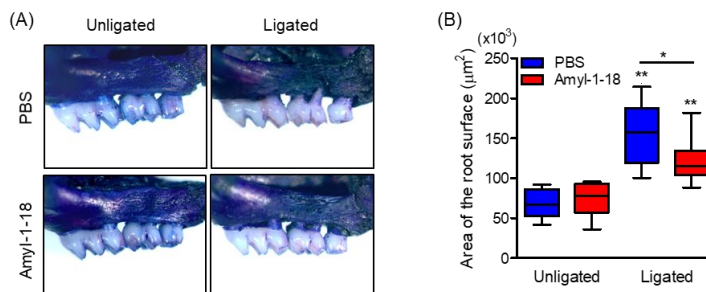 (A)
Unligated
Ligated
PBS
Amyl-1-18
(B)
(x10³)
Area of the root surface (µm²)
250
200
150
100
50
0
PBS
Amyl-1-18
*
**
**
Unligated
Ligated